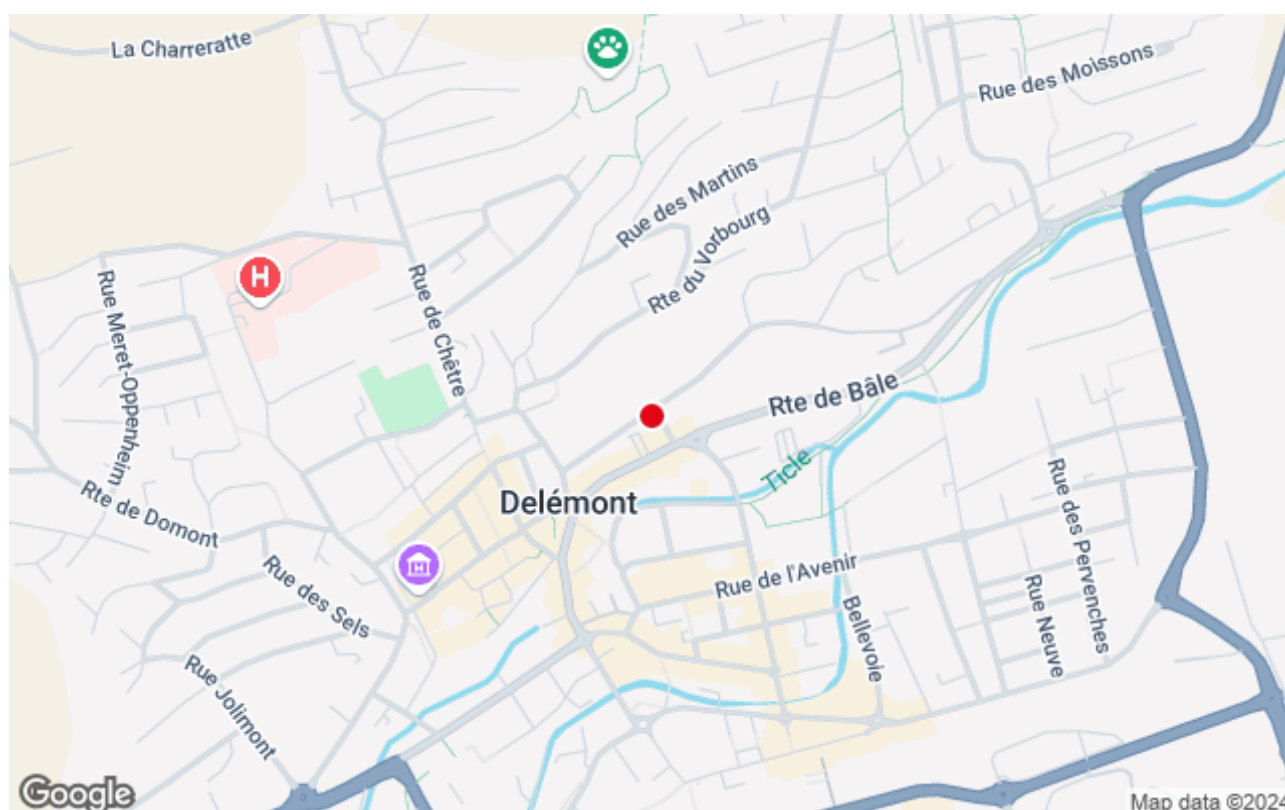 La Charreratte
Rue des Moissons
Rue des Martins
Rte du Vorbourg
H
Rue Meret-Oppenheim
Rue de Chêtre
Rte de Bâle
Ticle
Delémont
Rte de Domont
Rue des Pervenches
Rue de l'Avenir
Rue des Sels
Rue Neuve
Bellevoie
Rue Jolimont
Google
Map data ©2024